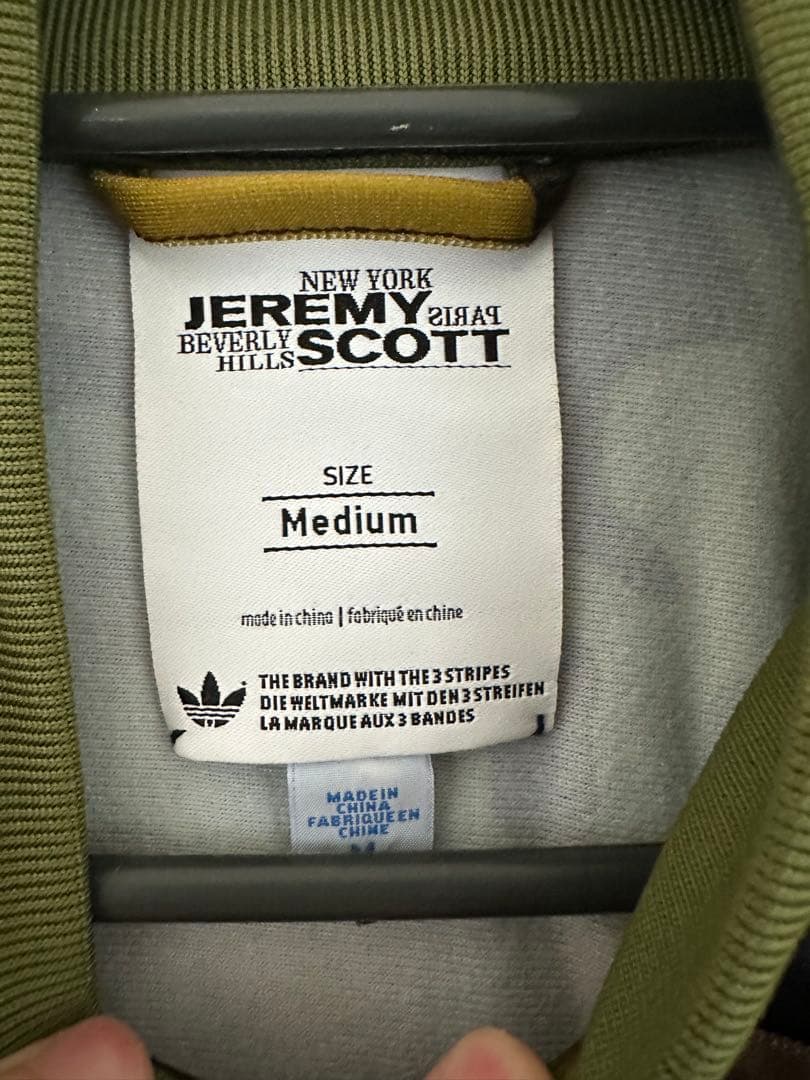 NEW YORK
JEREMY PARIS
BEVERLY
HILLS SCOTT
SIZE
Medium
made in china | fabriqué en chine
THE BRAND WITH THE 3 STRIPES
DIE WELTMARKE MIT DEN 3 STREIFEN
LA MARQUE AUX 3 BANDES
MADE IN
CHINA
FABRIQUE EN
CHINE